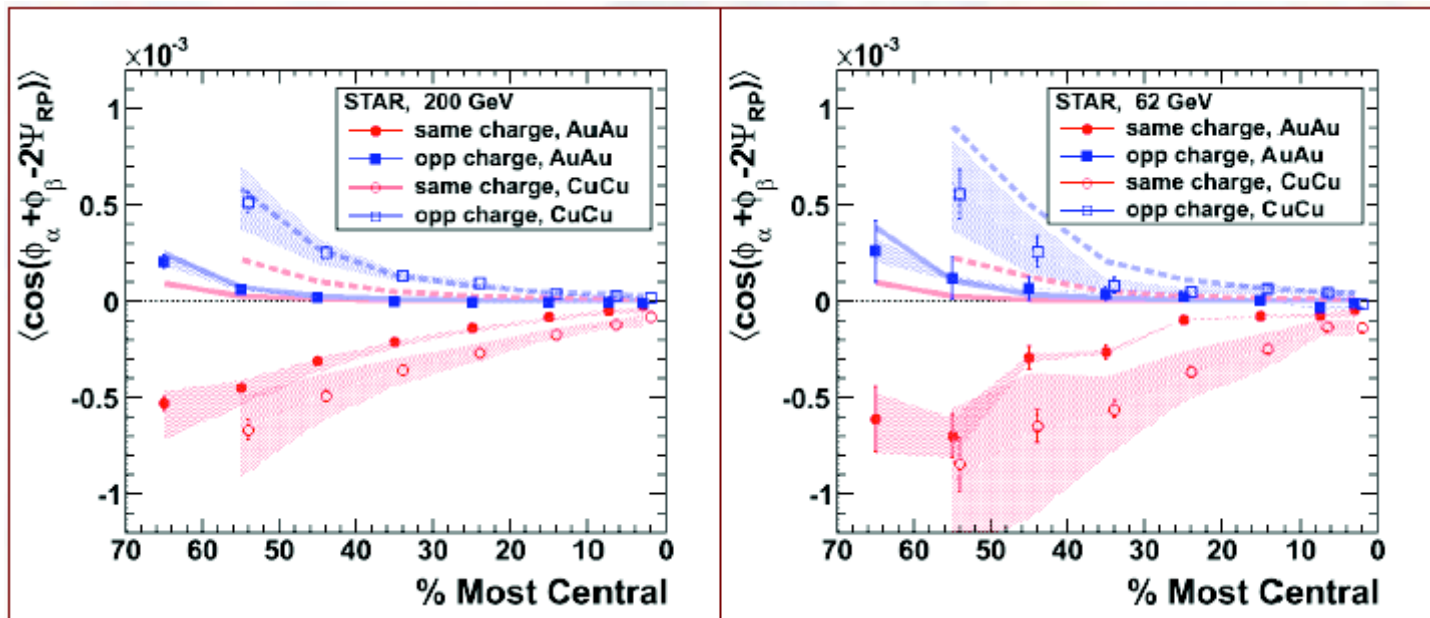 ×10⁻³
⟨cos(ϕα+ϕβ-2ΨRP)⟩
STAR, 200 GeV
same charge, AuAu
opp charge, AuAu
same charge, CuCu
opp charge, CuCu
1
0.5
0
-0.5
-1
70 60 50 40 30 20 10 0
% Most Central
×10⁻³
⟨cos(ϕα+ϕβ-2ΨRP)⟩
STAR, 62 GeV
same charge, AuAu
opp charge, AuAu
same charge, CuCu
opp charge, CuCu
1
0.5
0
-0.5
-1
70 60 50 40 30 20 10 0
% Most Central